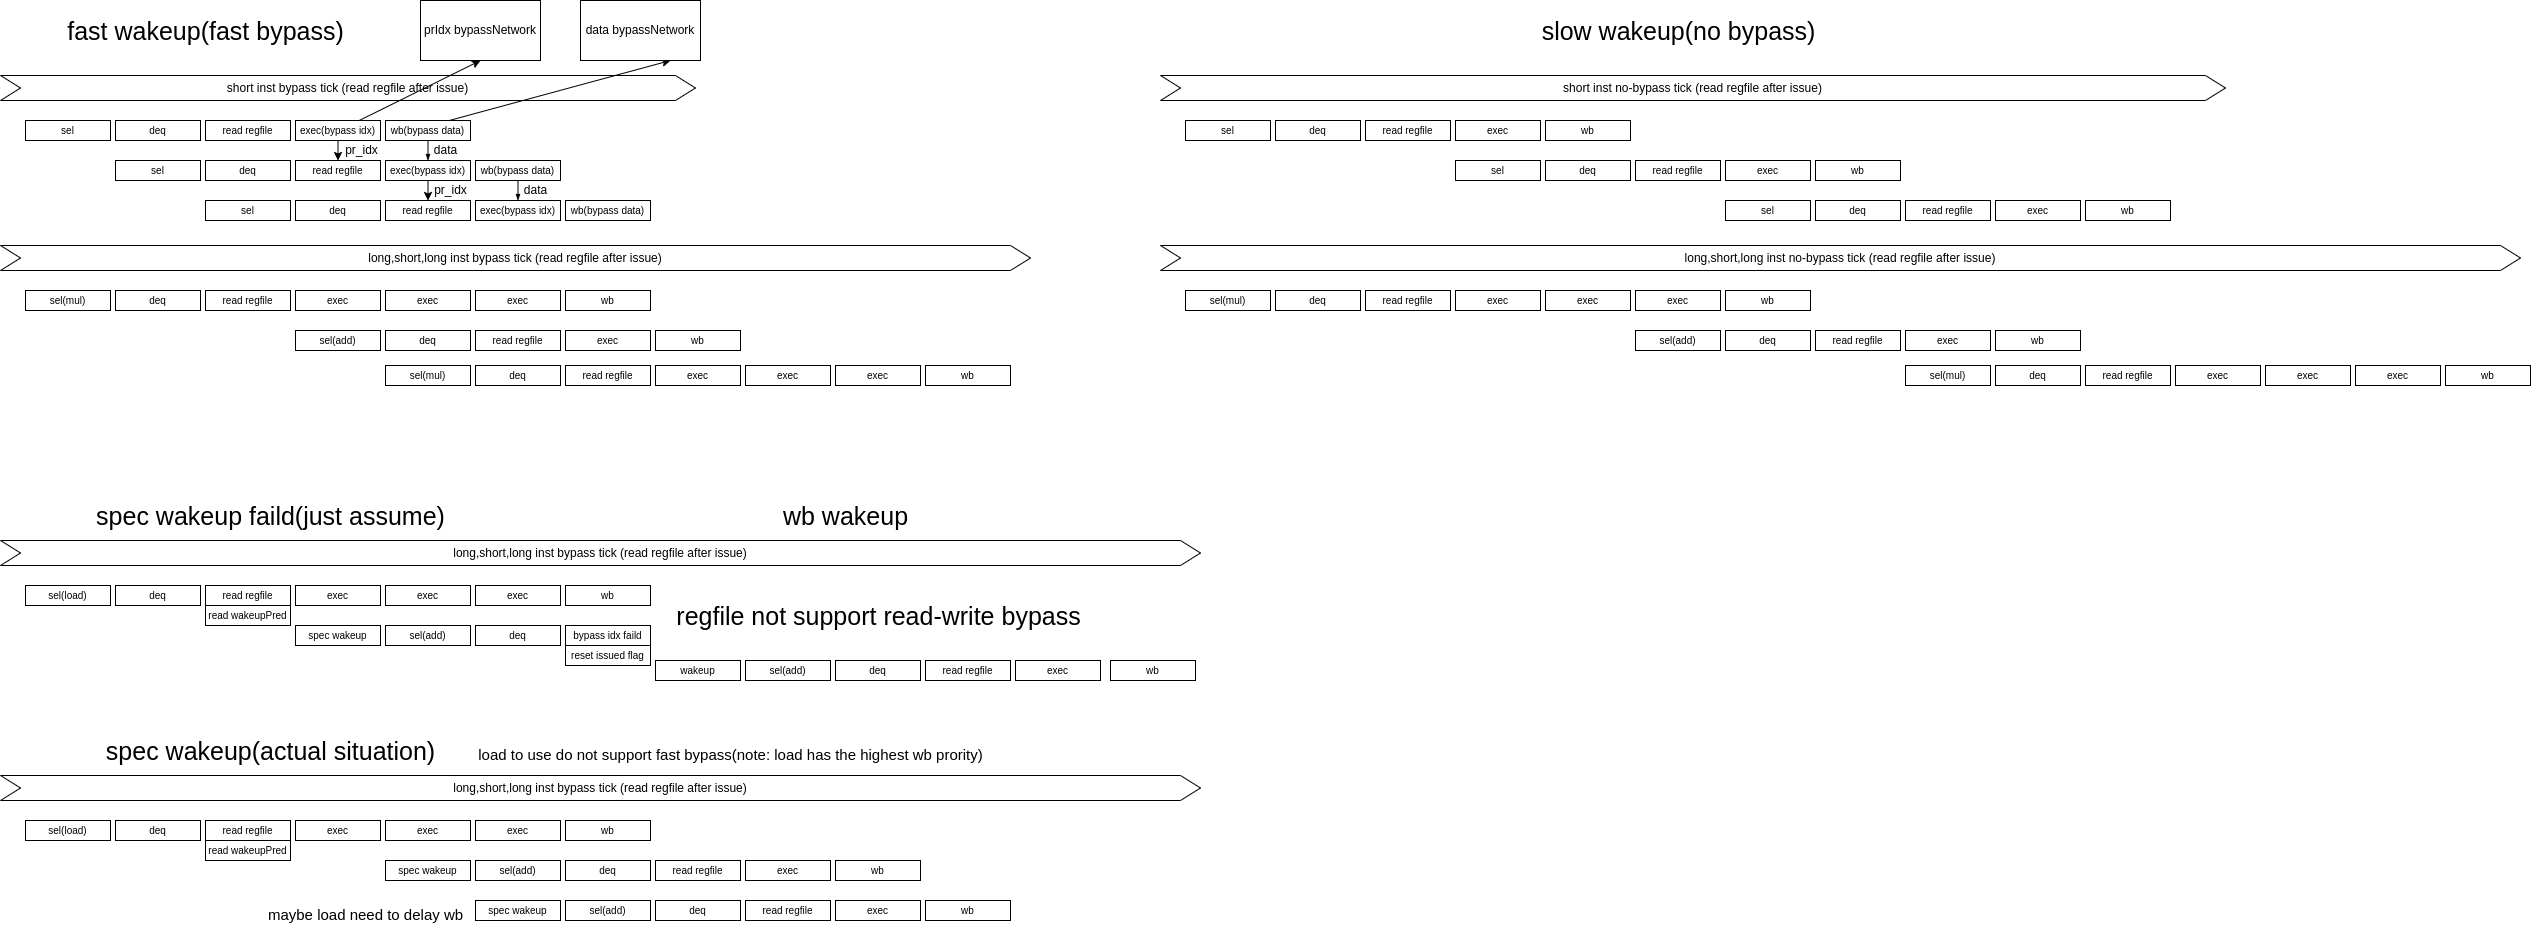 fast wakeup(fast bypass)
prIdx bypassNetwork
data bypassNetwork
short inst bypass tick (read regfile after issue)
sel deq read regfile exec(bypass idx) wb(bypass data)
pr_idx data
sel deq read regfile exec(bypass idx) wb(bypass data)
pr_idx data
sel deq read regfile exec(bypass idx) wb(bypass data)
long,short,long inst bypass tick (read regfile after issue)
sel(mul) deq read regfile exec exec exec wb
sel(add) deq read regfile exec wb
sel(mul) deq read regfile exec exec exec wb
slow wakeup(no bypass)
short inst no-bypass tick (read regfile after issue)
sel deq read regfile exec wb
sel deq read regfile exec wb
sel deq read regfile exec wb
long,short,long inst no-bypass tick (read regfile after issue)
sel(mul) deq read regfile exec exec exec wb
sel(add) deq read regfile exec wb
sel(mul) deq read regfile exec exec exec wb
spec wakeup faild(just assume)
wb wakeup
long,short,long inst bypass tick (read regfile after issue)
sel(load) deq read regfile exec exec exec wb
read wakeupPred
regfile not support read-write bypass
spec wakeup sel(add) deq bypass idx faild
reset issued flag
wakeup sel(add) deq read regfile exec wb
spec wakeup(actual situation)
load to use do not support fast bypass(note: load has the highest wb prority)
long,short,long inst bypass tick (read regfile after issue)
sel(load) deq read regfile exec exec exec wb
read wakeupPred
spec wakeup sel(add) deq read regfile exec wb
maybe load need to delay wb
spec wakeup sel(add) deq read regfile exec wb